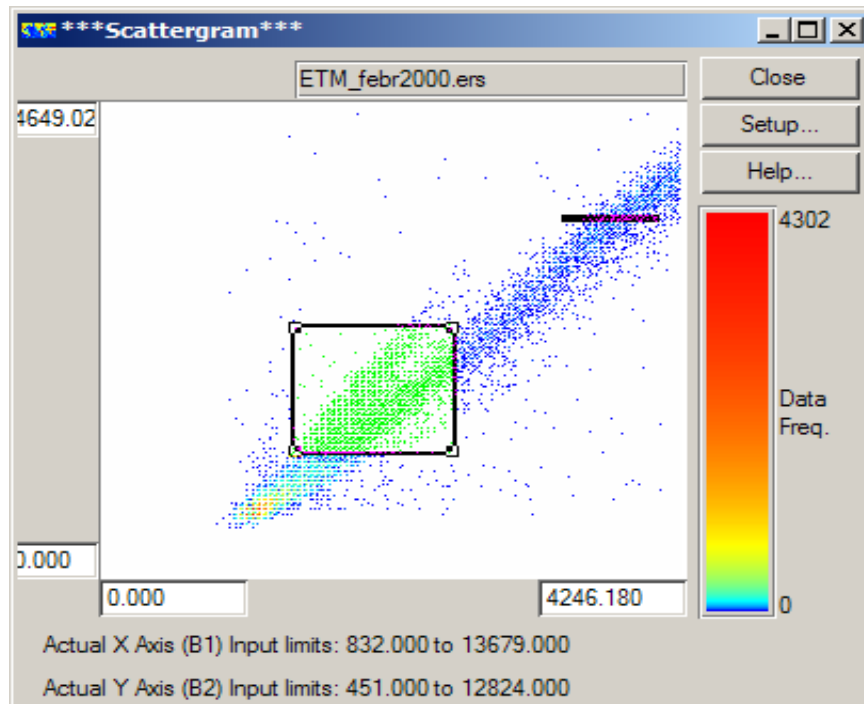 ***Scattergram***
ETM_febr2000.ers
Close
4649.02
Setup...
Help...
4302
Data
Freq.
0.000
0
0.000
4246.180
Actual X Axis (B1) Input limits: 832.000 to 13679.000
Actual Y Axis (B2) Input limits: 451.000 to 12824.000